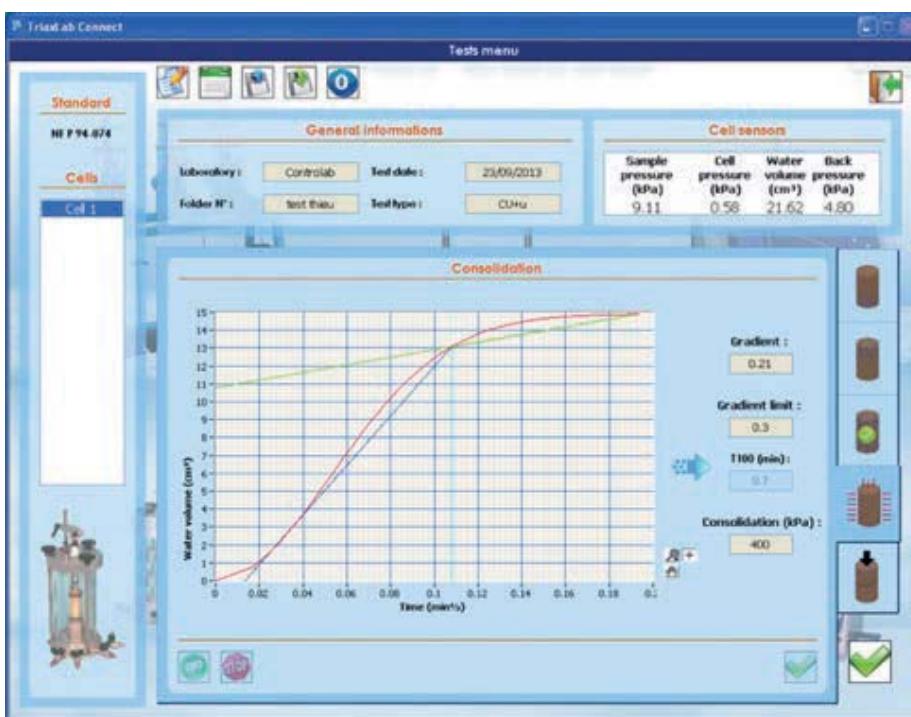 TriaxLab Connect
Tests menu
Standard
NF P 94-074
Cells
Cell 1
General informations
Laboratory :
Controlab
Test date :
23/09/2013
Folder N° :
test thieu
Test type :
CU+u
Cell sensors
Sample pressure (kPa)
Cell pressure (kPa)
Water volume (cm³)
Back pressure (kPa)
9.11
0.58
21.62
4.80
Consolidation
15
14
13
12
11
10
9
8
7
6
5
4
3
2
1
0
Water volume (cm³)
0
0.02
0.04
0.06
0.08
0.1
0.12
0.14
0.16
0.18
0.
Time (min½)
Gradient :
0.21
Gradient limit :
0.3
T100 (min) :
0.7
Consolidation (kPa) :
400
STOP